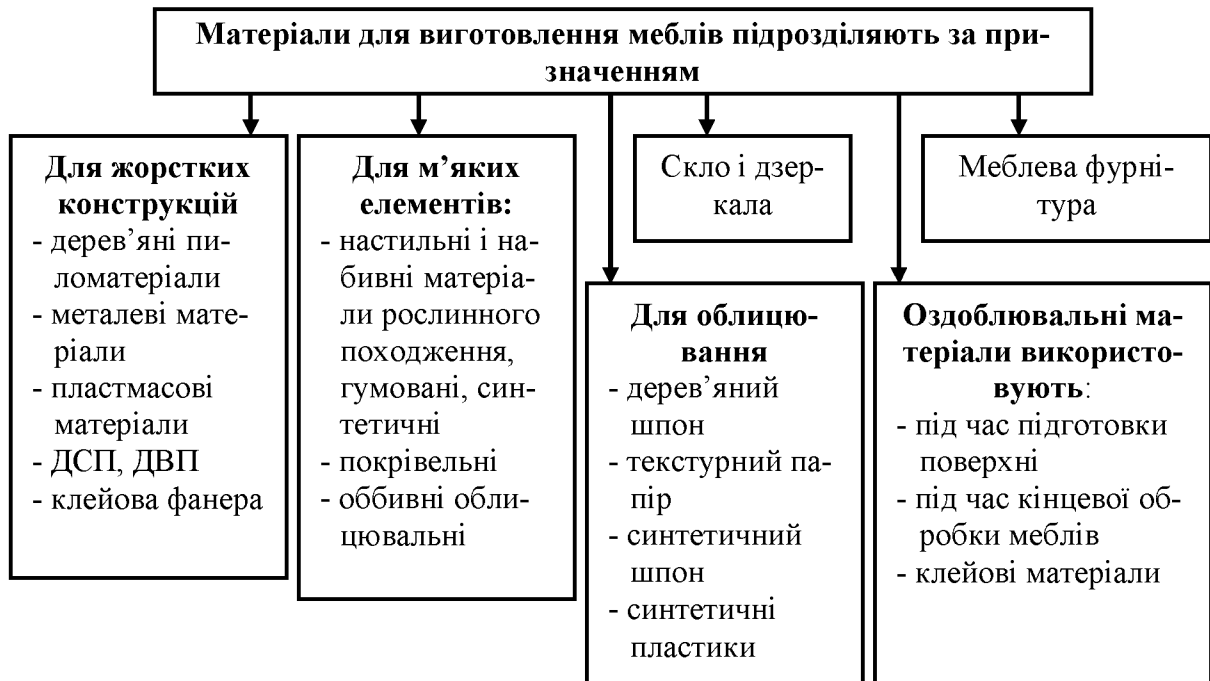 Матеріали для виготовлення меблів підрозділяють за при-
значенням
Для жорстких
конструкцій
- дерев’яні пи-
ломатеріали
- металеві мате-
ріали
- пластмасові
матеріали
- ДСП, ДВП
- клейова фанера
Для м’яких
елементів:
- настильні і на-
бивні матеріа-
ли рослинного
походження,
гумовані, син-
тетичні
- покрівельні
- оббивні обли-
цювальні
Скло і дзер-
кала
Меблева фурні-
тура
Для облицю-
вання
- дерев’яний
шпон
- текстурний па-
пір
- синтетичний
шпон
- синтетичні
пластики
Оздоблювальні ма-
теріали використо-
вують:
- під час підготовки
поверхні
- під час кінцевої об-
робки меблів
- клейові матеріали